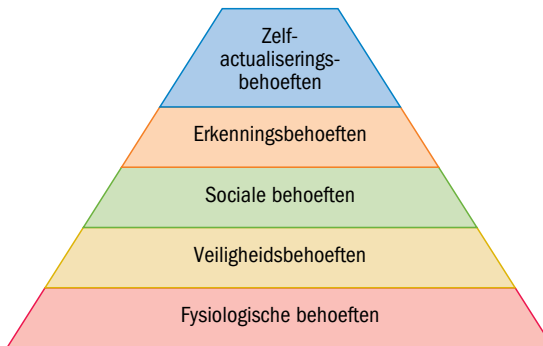 Zelf-
actualiserings-
behoeften
Erkenningsbehoeften
Sociale behoeften
Veiligheidsbehoeften
Fysiologische behoeften